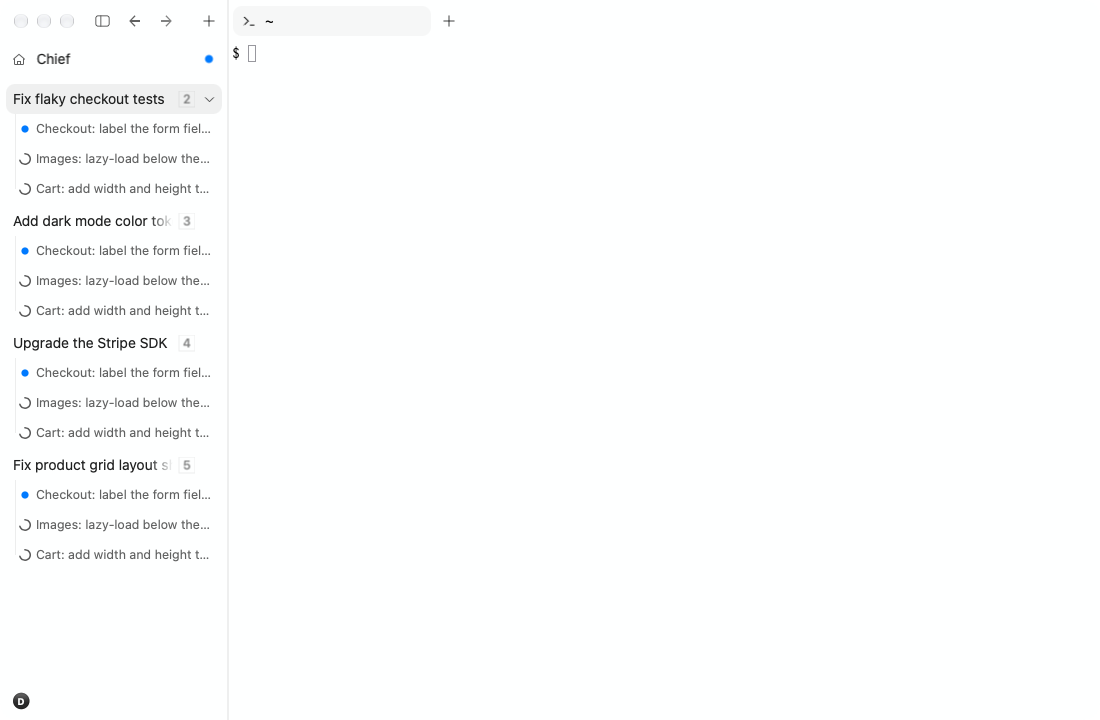 ~
Chief
$
Fix flaky checkout tests 2
Checkout: label the form fiel...
Images: lazy-load below the...
Cart: add width and height t...
Add dark mode color tok 3
Checkout: label the form fiel...
Images: lazy-load below the...
Cart: add width and height t...
Upgrade the Stripe SDK 4
Checkout: label the form fiel...
Images: lazy-load below the...
Cart: add width and height t...
Fix product grid layout s 5
Checkout: label the form fiel...
Images: lazy-load below the...
Cart: add width and height t...
D